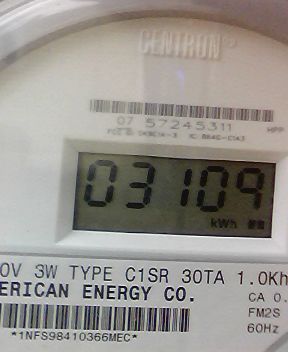 CENTRON
07 57245311 HPP
03109
kWh
0V 3W TYPE C1SR 30TA 1.0Kh
ERICAN ENERGY CO. CA 0.
FM2S
*1NFS98410366MEC* 60Hz